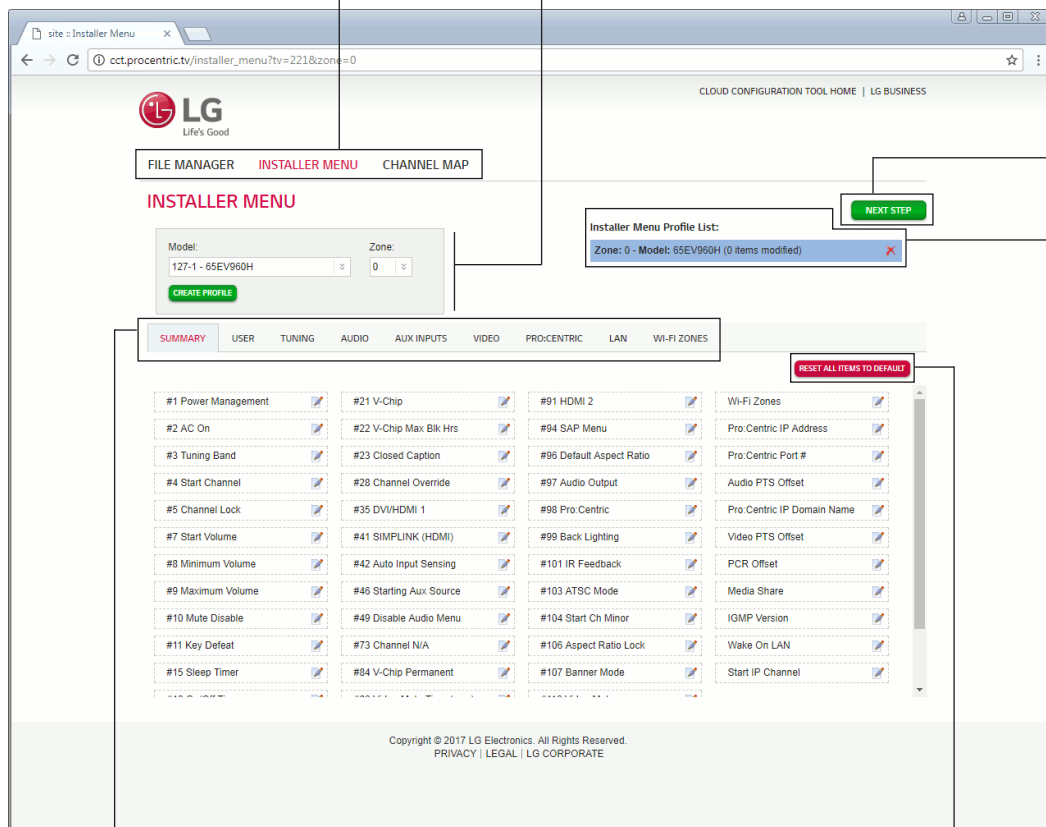 site :: Installer Menu
cct.procentric.tv/installer_menu?tv=221&zone=0
CLOUD CONFIGURATION TOOL HOME | LG BUSINESS
LG
Life's Good
FILE MANAGER INSTALLER MENU CHANNEL MAP
INSTALLER MENU
NEXT STEP
Model: Zone:
127-1 - 65EV960H 0
CREATE PROFILE
Installer Menu Profile List:
Zone: 0 - Model: 65EV960H (0 items modified)
SUMMARY USER TUNING AUDIO AUX INPUTS VIDEO PRO:CENTRIC LAN WI-FI ZONES
RESET ALL ITEMS TO DEFAULT
#1 Power Management #21 V-Chip #91 HDMI 2 Wi-Fi Zones
#2 AC On #22 V-Chip Max Blk Hrs #94 SAP Menu Pro:Centric IP Address
#3 Tuning Band #23 Closed Caption #96 Default Aspect Ratio Pro:Centric Port #
#4 Start Channel #28 Channel Override #97 Audio Output Audio PTS Offset
#5 Channel Lock #35 DVI/HDMI 1 #98 Pro:Centric Pro:Centric IP Domain Name
#7 Start Volume #41 SIMPLINK (HDMI) #99 Back Lighting Video PTS Offset
#8 Minimum Volume #42 Auto Input Sensing #101 IR Feedback PCR Offset
#9 Maximum Volume #46 Starting Aux Source #103 ATSC Mode Media Share
#10 Mute Disable #49 Disable Audio Menu #104 Start Ch Minor IGMP Version
#11 Key Defeat #73 Channel N/A #106 Aspect Ratio Lock Wake On LAN
#15 Sleep Timer #84 V-Chip Permanent #107 Banner Mode Start IP Channel
Copyright © 2017 LG Electronics. All Rights Reserved.
PRIVACY | LEGAL | LG CORPORATE